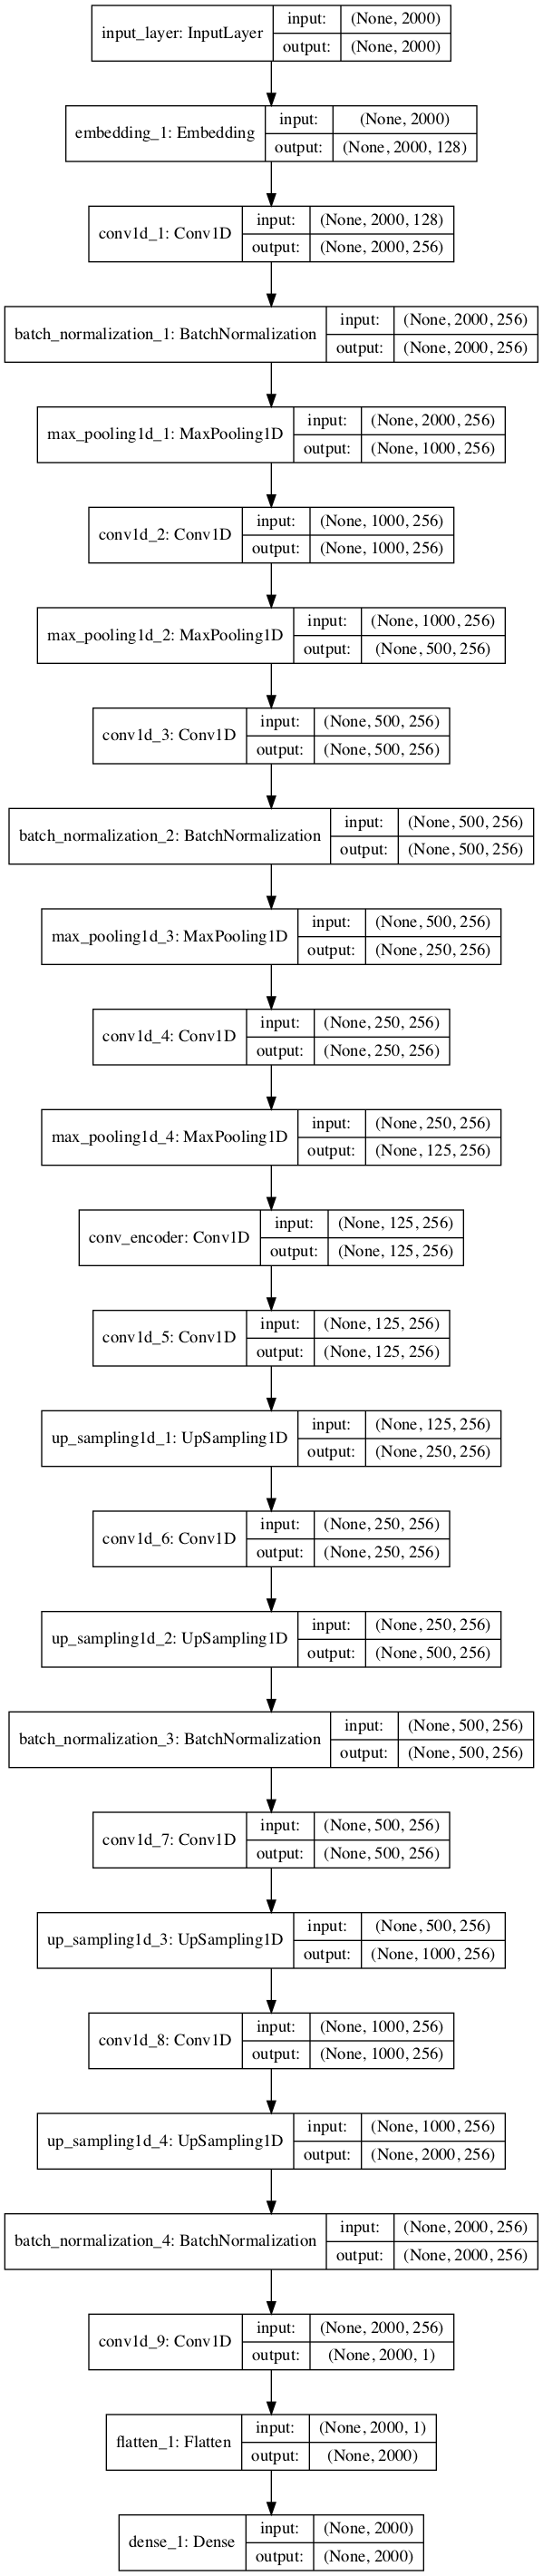 input_layer: InputLayer
input: (None, 2000)
output: (None, 2000)
embedding_1: Embedding
input: (None, 2000)
output: (None, 2000, 128)
conv1d_1: Conv1D
input: (None, 2000, 128)
output: (None, 2000, 256)
batch_normalization_1: BatchNormalization
input: (None, 2000, 256)
output: (None, 2000, 256)
max_pooling1d_1: MaxPooling1D
input: (None, 2000, 256)
output: (None, 1000, 256)
conv1d_2: Conv1D
input: (None, 1000, 256)
output: (None, 1000, 256)
max_pooling1d_2: MaxPooling1D
input: (None, 1000, 256)
output: (None, 500, 256)
conv1d_3: Conv1D
input: (None, 500, 256)
output: (None, 500, 256)
batch_normalization_2: BatchNormalization
input: (None, 500, 256)
output: (None, 500, 256)
max_pooling1d_3: MaxPooling1D
input: (None, 500, 256)
output: (None, 250, 256)
conv1d_4: Conv1D
input: (None, 250, 256)
output: (None, 250, 256)
max_pooling1d_4: MaxPooling1D
input: (None, 250, 256)
output: (None, 125, 256)
conv_encoder: Conv1D
input: (None, 125, 256)
output: (None, 125, 256)
conv1d_5: Conv1D
input: (None, 125, 256)
output: (None, 125, 256)
up_sampling1d_1: UpSampling1D
input: (None, 125, 256)
output: (None, 250, 256)
conv1d_6: Conv1D
input: (None, 250, 256)
output: (None, 250, 256)
up_sampling1d_2: UpSampling1D
input: (None, 250, 256)
output: (None, 500, 256)
batch_normalization_3: BatchNormalization
input: (None, 500, 256)
output: (None, 500, 256)
conv1d_7: Conv1D
input: (None, 500, 256)
output: (None, 500, 256)
up_sampling1d_3: UpSampling1D
input: (None, 500, 256)
output: (None, 1000, 256)
conv1d_8: Conv1D
input: (None, 1000, 256)
output: (None, 1000, 256)
up_sampling1d_4: UpSampling1D
input: (None, 1000, 256)
output: (None, 2000, 256)
batch_normalization_4: BatchNormalization
input: (None, 2000, 256)
output: (None, 2000, 256)
conv1d_9: Conv1D
input: (None, 2000, 256)
output: (None, 2000, 1)
flatten_1: Flatten
input: (None, 2000, 1)
output: (None, 2000)
dense_1: Dense
input: (None, 2000)
output: (None, 2000)